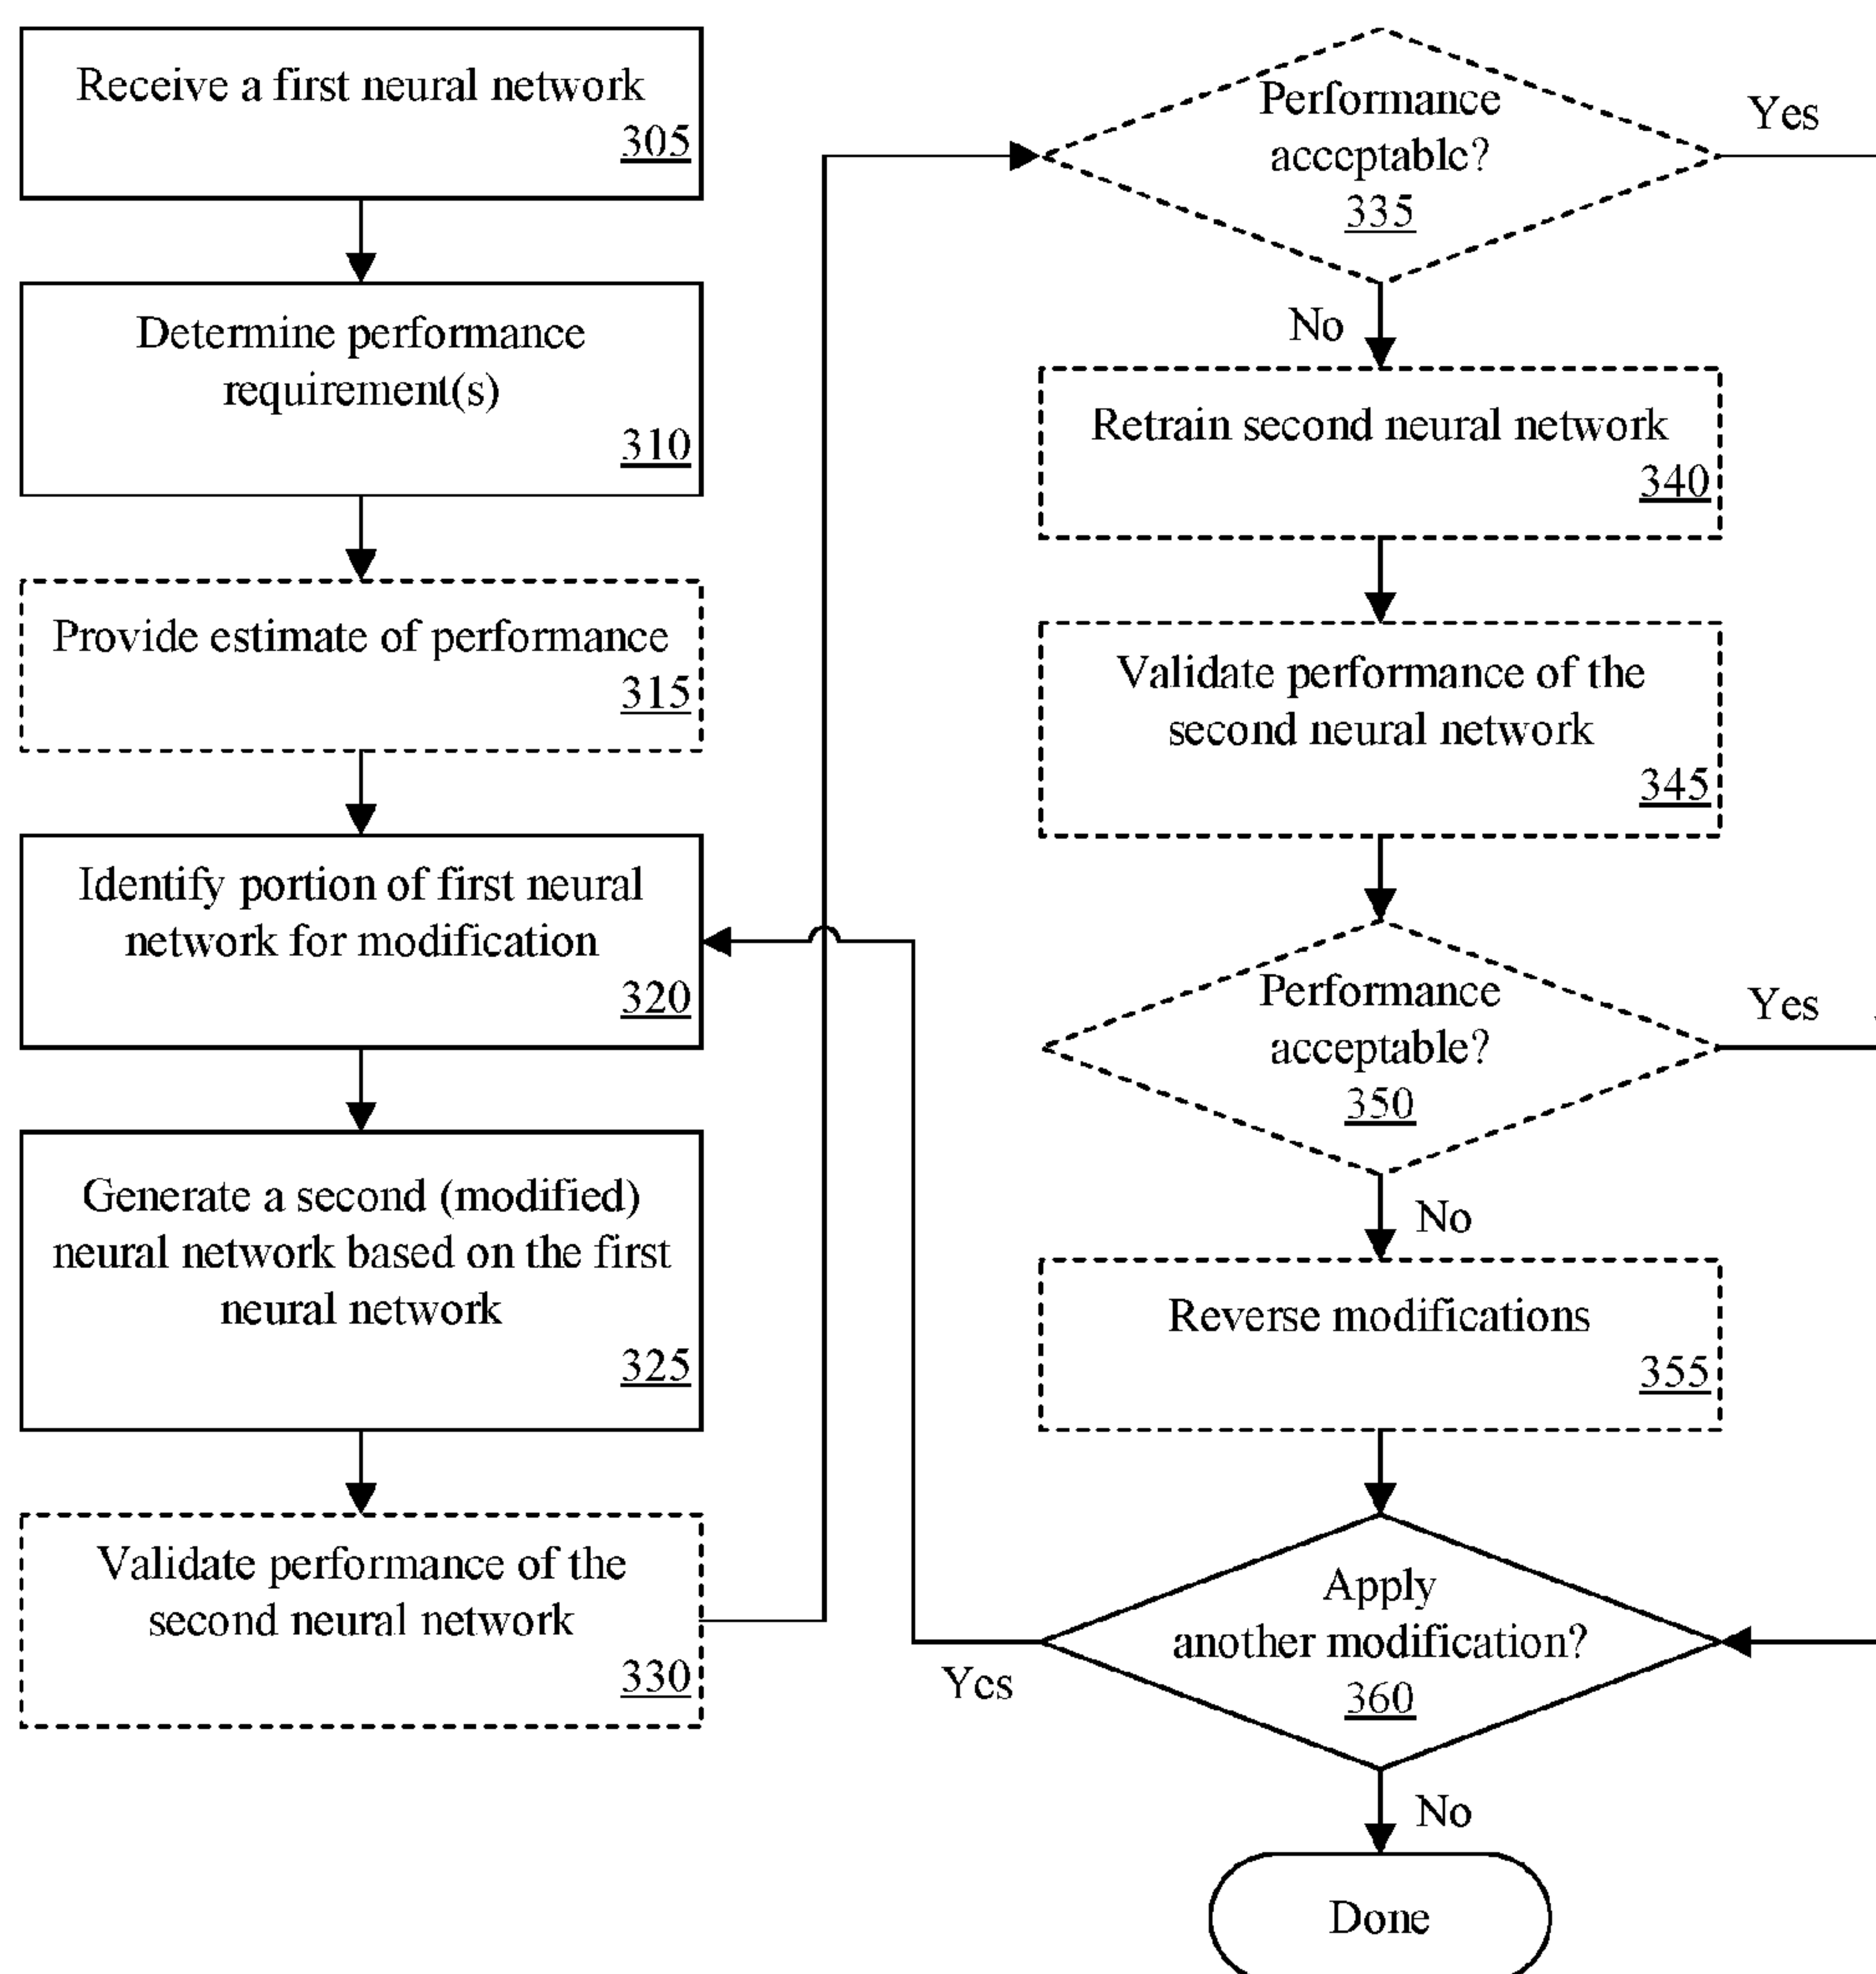 Receive a first neural network
305
Determine performance
requirement(s)
310
Provide estimate of performance
315
Identify portion of first neural
network for modification
320
Generate a second (modified)
neural network based on the first
neural network
325
Validate performance of the
second neural network
330
Performance
acceptable?
335
Yes
No
Retrain second neural network
340
Validate performance of the
second neural network
345
Performance
acceptable?
350
Yes
No
Reverse modifications
355
Apply
another modification?
360
Yes
No
Done